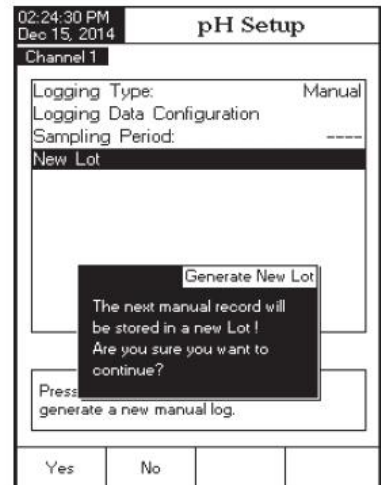 02:24:30 PM
Dec 15, 2014
pH Setup
Channel 1
Logging Type: Manual
Logging Data Configuration
Sampling Period: ----
New Lot
Generate New Lot
The next manual record will
be stored in a new Lot !
Are you sure you want to
continue?
Press
generate a new manual log.
Yes No